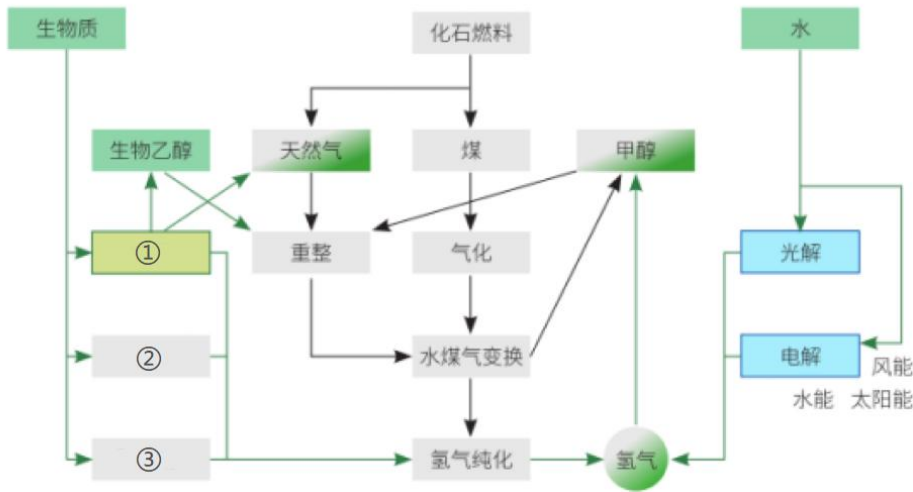 生物质
化石燃料
水
生物乙醇
天然气
煤
甲醇
①
重整
气化
光解
②
水煤气变换
电解
风能
水能 太阳能
③
氢气纯化
氢气